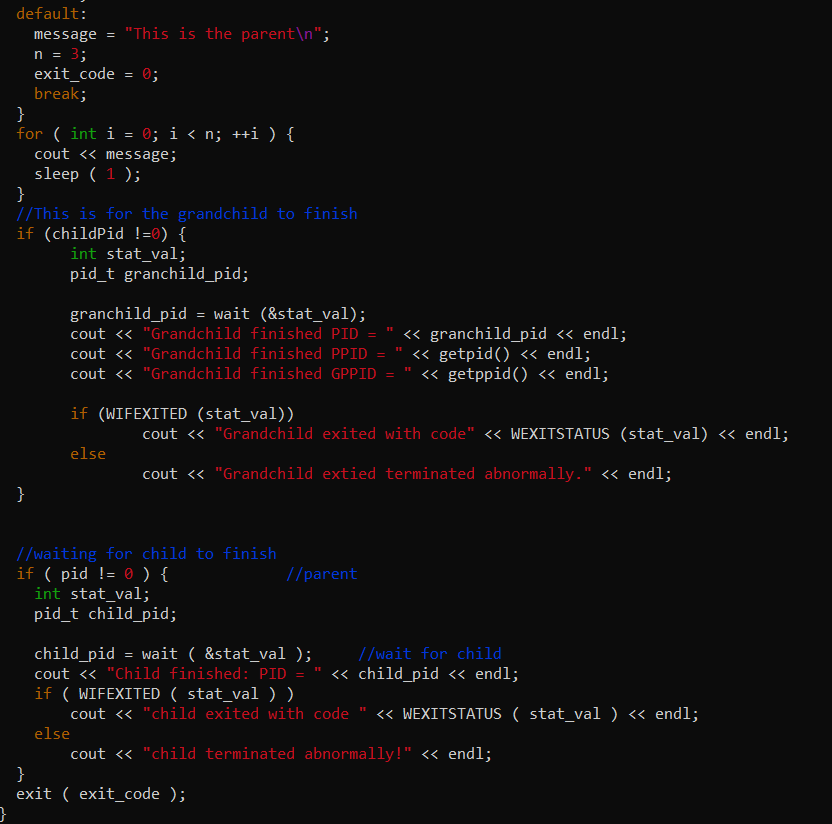 default:
message = "This is the parent\n";
n = 3;
exit_code = 0;
break;
}
for ( int i = 0; i < n; ++i ) {
cout << message;
sleep ( 1 );
}
//This is for the grandchild to finish
if (childPid !=0) {
int stat_val;
pid_t granchild_pid;
granchild_pid = wait (&stat_val);
cout << "Grandchild finished PID = " << granchild_pid << endl;
cout << "Grandchild finished PPID = " << getpid() << endl;
cout << "Grandchild finished GPPID = " << getppid() << endl;
if (WIFEXITED (stat_val))
cout << "Grandchild exited with code" << WEXITSTATUS (stat_val) << endl;
else
cout << "Grandchild extied terminated abnormally." << endl;
}
//waiting for child to finish
if ( pid != 0 ) { //parent
int stat_val;
pid_t child_pid;
child_pid = wait ( &stat_val ); //wait for child
cout << "Child finished: PID = " << child_pid << endl;
if ( WIFEXITED ( stat_val ) )
cout << "child exited with code " << WEXITSTATUS ( stat_val ) << endl;
else
cout << "child terminated abnormally!" << endl;
}
exit ( exit_code );
}